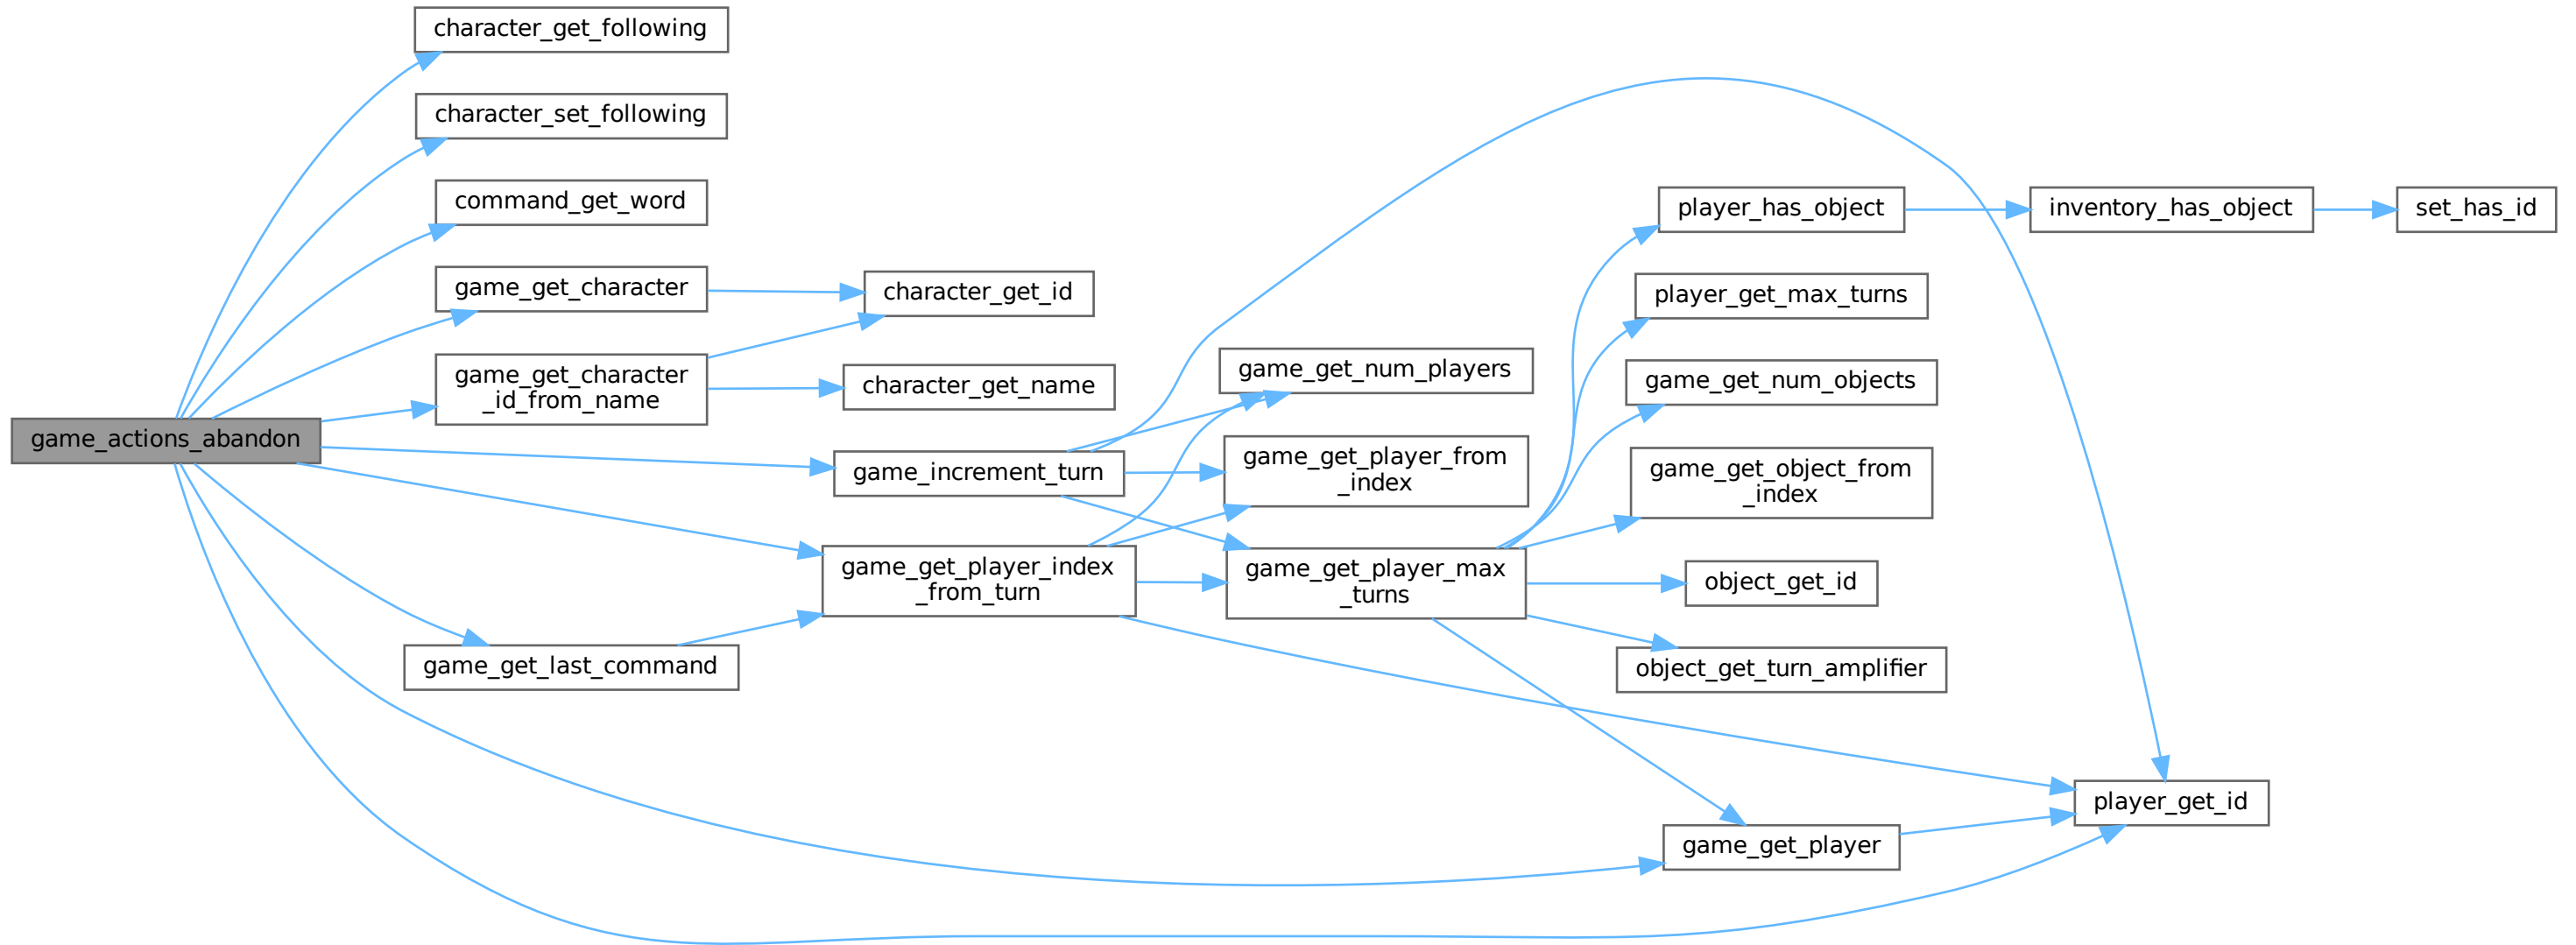 character_get_following
character_set_following
command_get_word
game_get_character
game_get_character
_id_from_name
game_actions_abandon
game_get_last_command
character_get_id
character_get_name
game_increment_turn
game_get_player_index
_from_turn
game_get_num_players
game_get_player_from
_index
game_get_player_max
_turns
player_has_object
player_get_max_turns
game_get_num_objects
game_get_object_from
_index
object_get_id
object_get_turn_amplifier
game_get_player
inventory_has_object
player_get_id
set_has_id